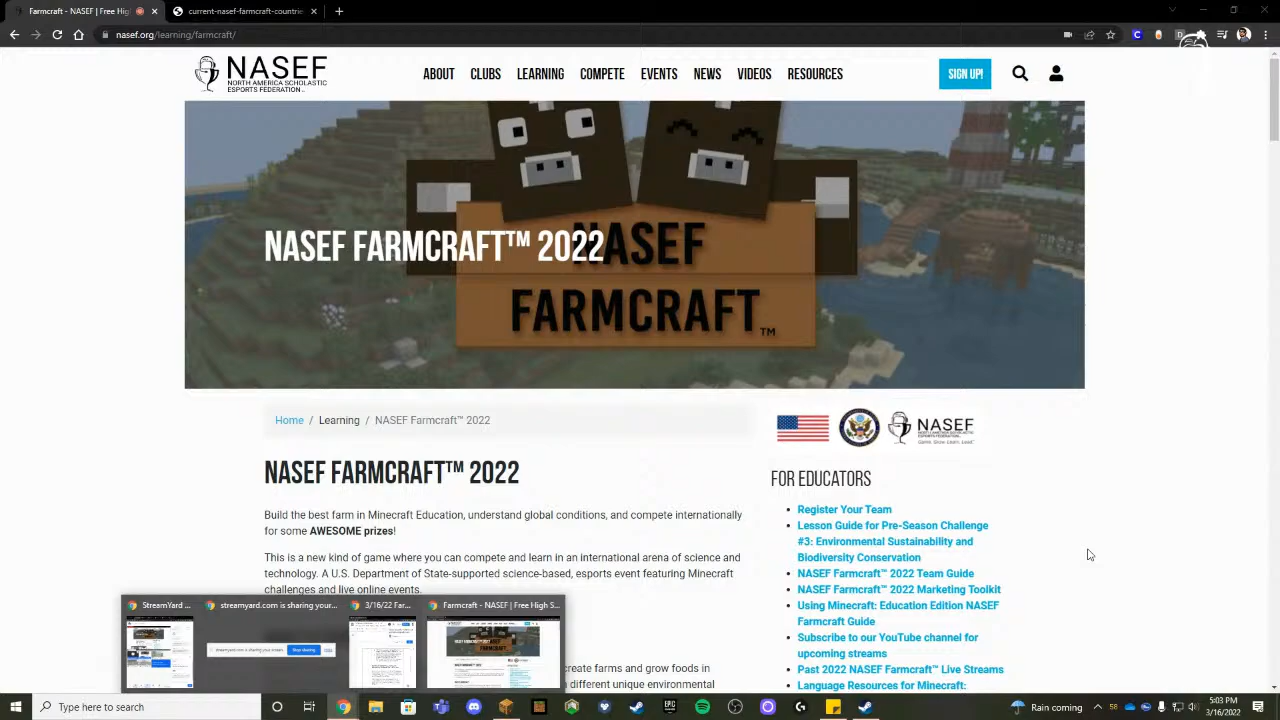 Farmcraft - NASEF | Free Hig
current-nasef-farmcraft-countrie
nasef.org/learning/farmcraft/
NASEF
NORTH AMERICA SCHOLASTIC
ESPORTS FEDERATION
ABOUT
CLUBS
LEARNING
COMPETE
EVENTS
NEWS
VIDEOS
RESOURCES
SIGN UP!
NASEF FARMCRAFT™ 2022
NASEF
FARMCRAFT™
Home / Learning / NASEF Farmcraft™ 2022
NASEF
NASEF FARMCRAFT™ 2022
Build the best farm in Minecraft Education, understand global conditions, and compete internationally
for some AWESOME prizes!
This is a new kind of game where you can compete and learn in an international arena of science and
technology. A U.S. Department of State-supported science-based, esports event featuring Minecraft
challenges and live online events.
create farms and grow foods in
different unique environmental
FOR EDUCATORS
• Register Your Team
• Lesson Guide for Pre-Season Challenge
#3: Environmental Sustainability and
Biodiversity Conservation
• NASEF Farmcraft™ 2022 Team Guide
• NASEF Farmcraft™ 2022 Marketing Toolkit
• Using Minecraft: Education Edition NASEF
Farmcraft Guide
• Subscribe to our YouTube channel for
upcoming streams
• Past 2022 NASEF Farmcraft™ Live Streams
Language Resources for Minecraft:
StreamYard ...
streamyard.com is sharing your...
3/16/22 Far...
Farmcraft - NASEF | Free High S...
Stop sharing
Type here to search
EPIC
58
Rain coming
5:03 PM
3/16/2022